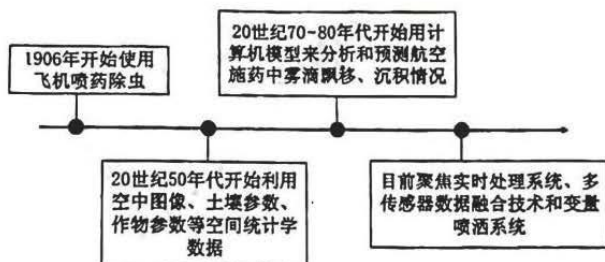 1906年开始使用
飞机喷药除虫
20世纪50年代开始利用
空中图像、土壤参数、
作物参数等空间统计学
数据
20世纪70~80年代开始用计
算机模型来分析和预测航空
施药中雾滴飘移、沉积情况
目前聚焦实时处理系统、多
传感器数据融合技术和变量
喷洒系统